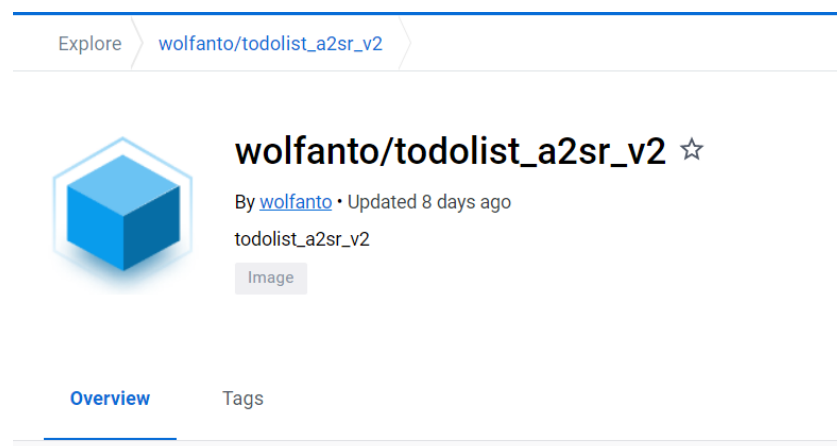 Explore wolfanto/todolist_a2sr_v2
wolfanto/todolist_a2sr_v2
By wolfanto • Updated 8 days ago
todolist_a2sr_v2
Image
Overview Tags